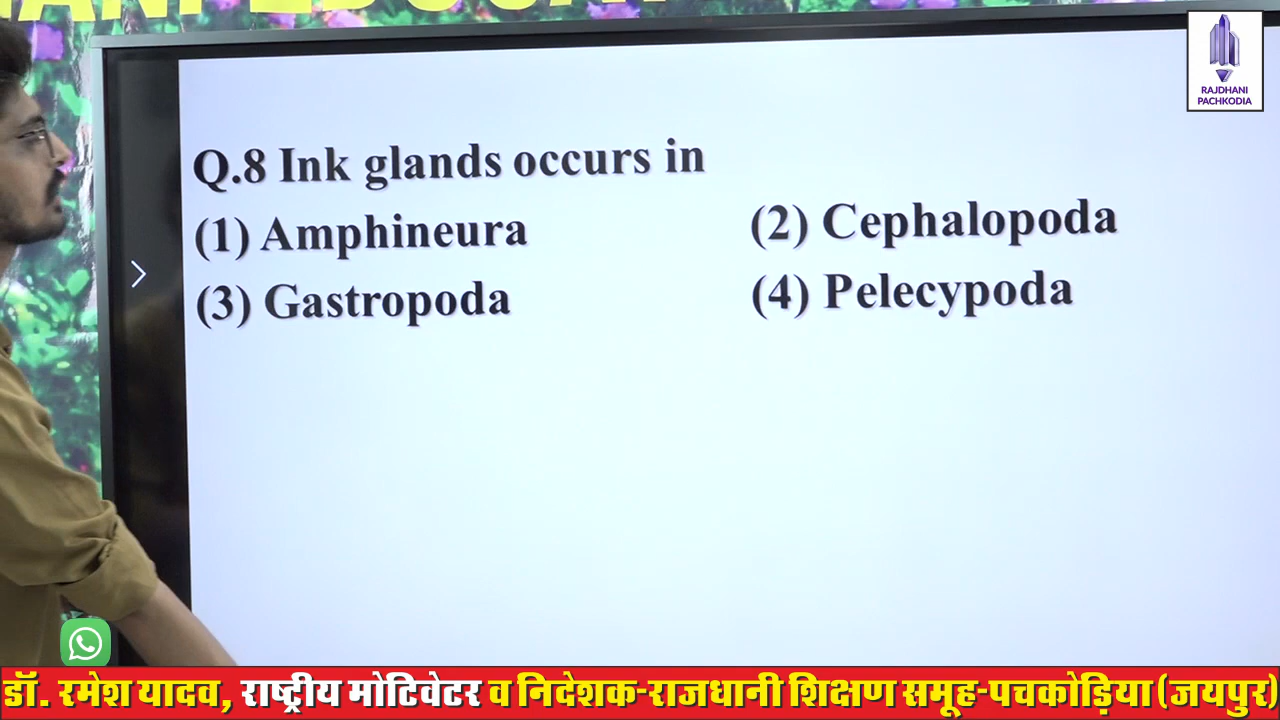 RAJDHANI
PACHKODIA
Q.8 Ink glands occurs in
(1) Amphineura (2) Cephalopoda
(3) Gastropoda (4) Pelecypoda
डॉ. रमेश यादव, राष्ट्रीय मोटिवेटर व निदेशक-राजधानी शिक्षण समूह-पचकोड़िया (जयपुर)